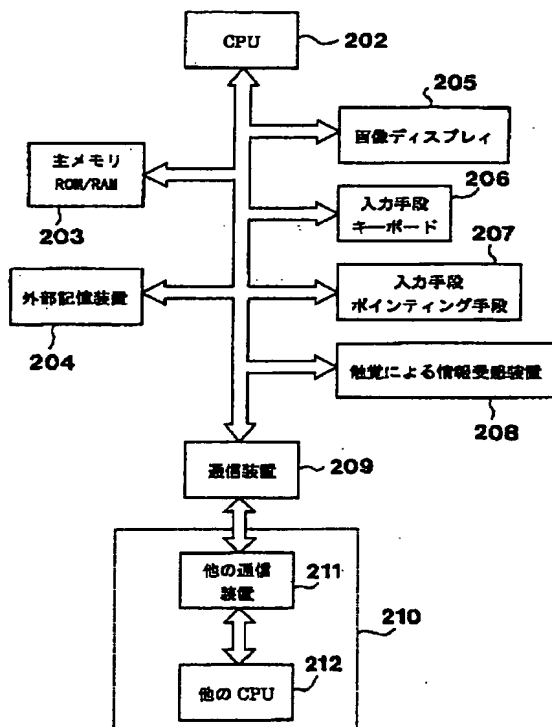 CPU
202
205
画像ディスプレイ
主メモリ
ROM/RAM
203
206
入力手段
キーボード
207
入力手段
ポインティング手段
外部記憶装置
204
触覚による情報受感装置
208
通信装置
209
他の通信
装置
211
210
212
他の CPU